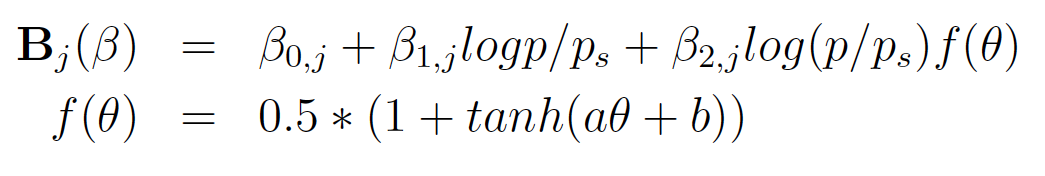 B_j(β) = β_{0,j} + β_{1,j}logp/p_s + β_{2,j}log(p/p_s)f(θ)
f(θ) = 0.5 * (1 + tanh(aθ + b))